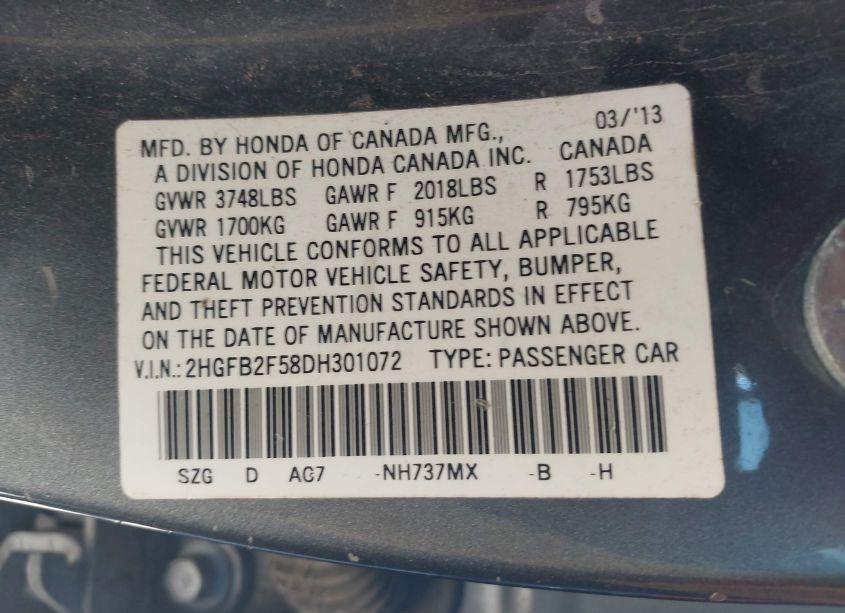 03/'13
MFD. BY HONDA OF CANADA MFG.,
A DIVISION OF HONDA CANADA INC. CANADA
GVWR 3748LBS GAWR F 2018LBS R 1753LBS
GVWR 1700KG GAWR F 915KG R 795KG
THIS VEHICLE CONFORMS TO ALL APPLICABLE
FEDERAL MOTOR VEHICLE SAFETY, BUMPER,
AND THEFT PREVENTION STANDARDS IN EFFECT
ON THE DATE OF MANUFACTURE SHOWN ABOVE.
V.I.N.: 2HGFB2F58DH301072 TYPE: PASSENGER CAR
SZG D AC7 -NH737MX -B -H